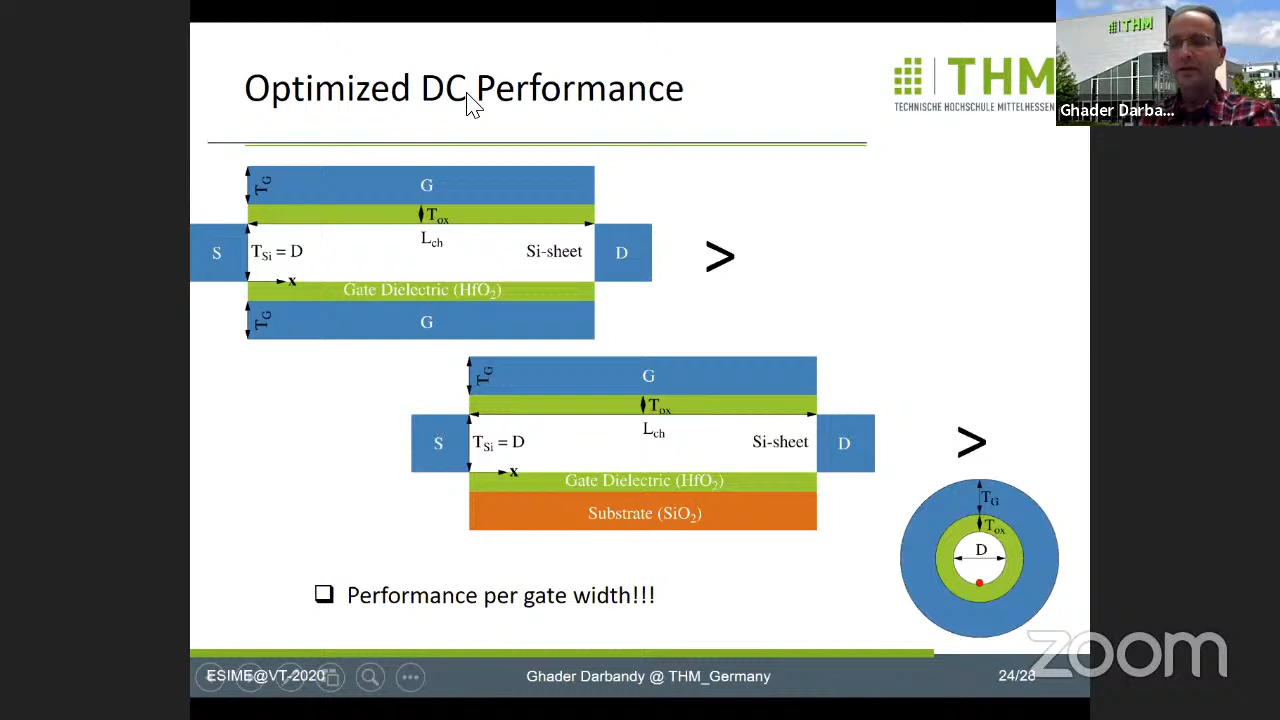 Optimized DC Performance
THM
TECHNISCHE HOCHSCHULE MITTELHESSEN
THM
Ghader Darba...
T_G
G
T_ox
L_ch
S
T_Si = D
Si-sheet
D
x
Gate Dielectric (HfO₂)
T_G
G
>
T_G
G
T_ox
L_ch
S
T_Si = D
Si-sheet
D
x
Gate Dielectric (HfO₂)
Substrate (SiO₂)
>
T_G
T_ox
D
❑ Performance per gate width!!!
zoom
ESIME@VT-2020
Ghader Darbandy @ THM_Germany
24/28